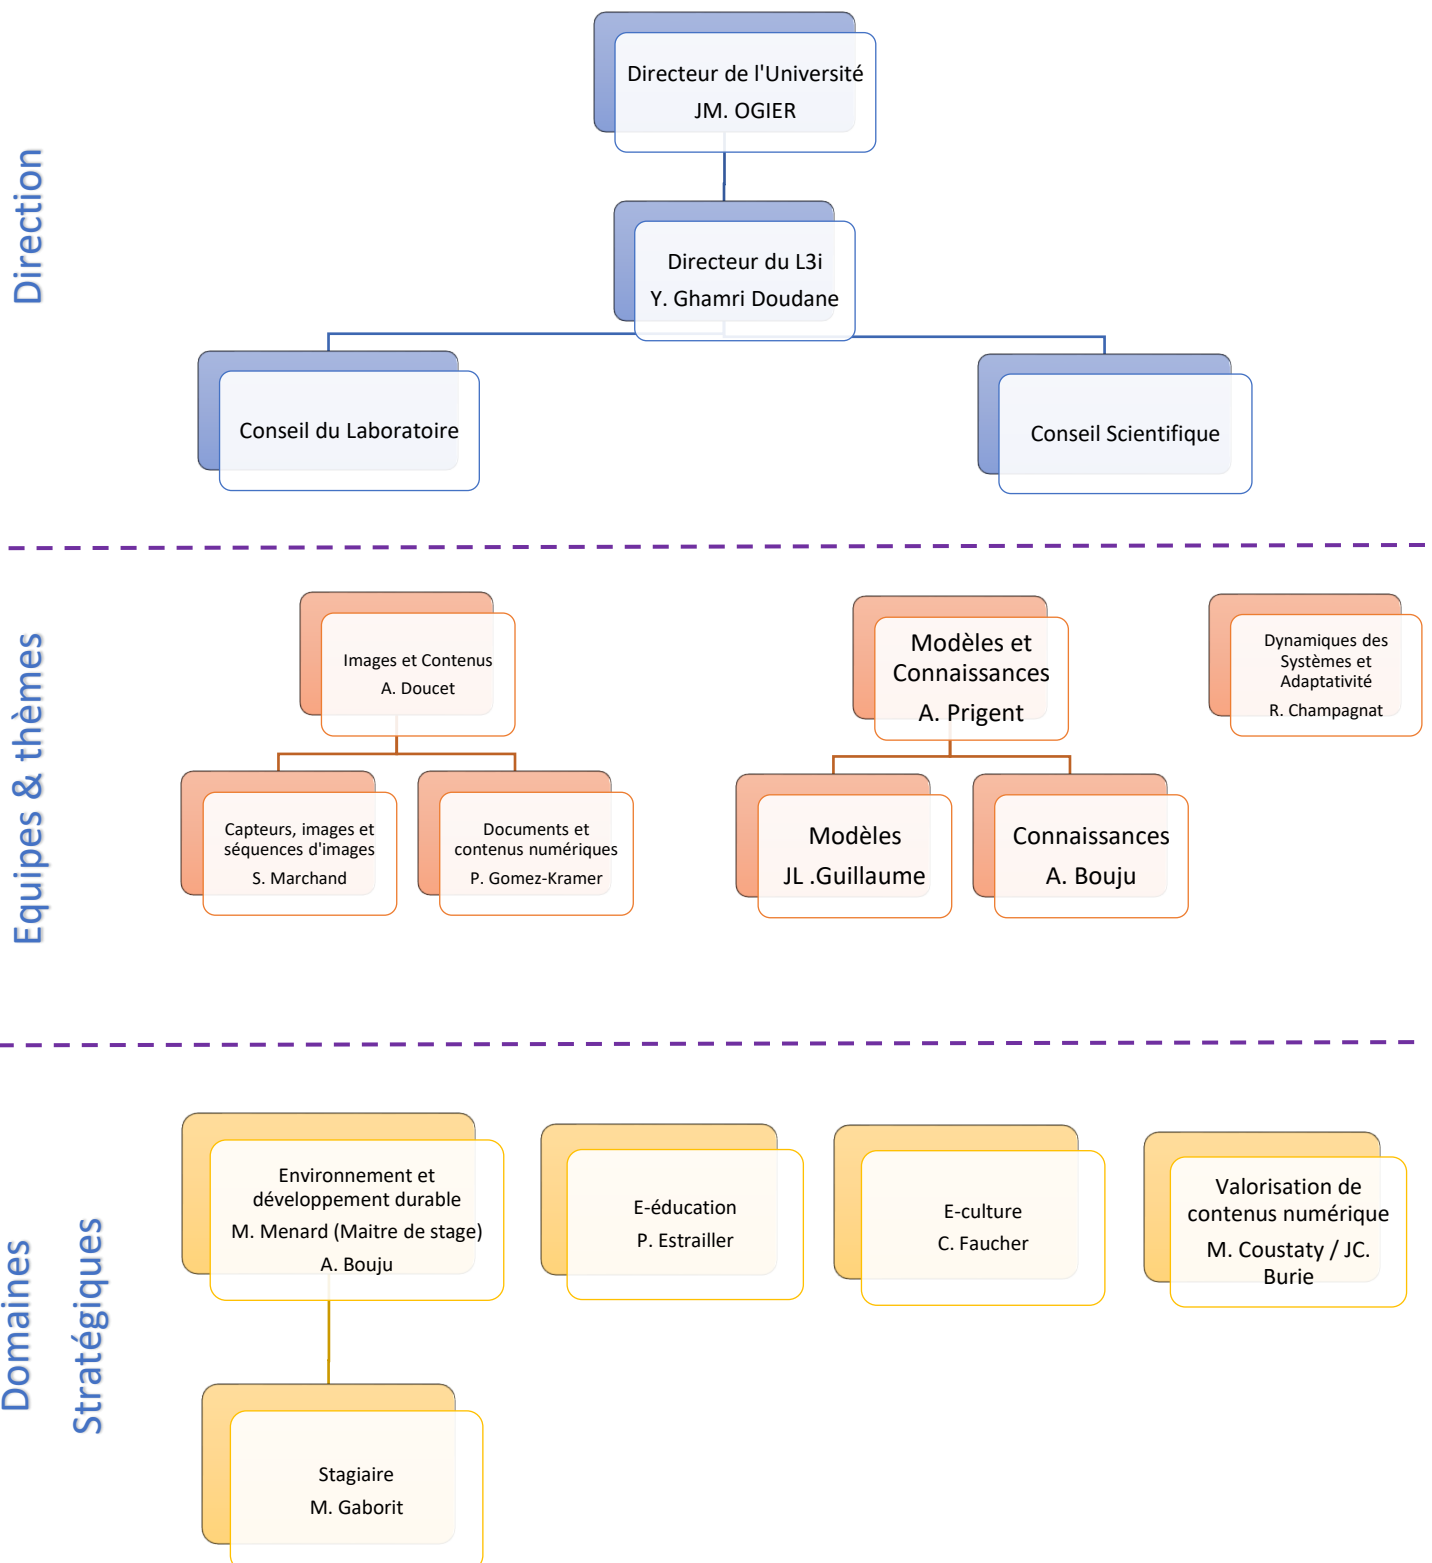 Direction
Directeur de l'Université
JM. OGIER
Directeur du L3i
Y. Ghamri Doudane
Conseil du Laboratoire
Conseil Scientifique
Equipes & thèmes
Images et Contenus
A. Doucet
Capteurs, images et
séquences d'images
S. Marchand
Documents et
contenus numériques
P. Gomez-Kramer
Modèles et
Connaissances
A. Prigent
Modèles
JL .Guillaume
Connaissances
A. Bouju
Dynamiques des
Systèmes et
Adaptativité
R. Champagnat
Domaines
Stratégiques
Environnement et
développement durable
M. Menard (Maitre de stage)
A. Bouju
Stagiaire
M. Gaborit
E-éducation
P. Estrailler
E-culture
C. Faucher
Valorisation de
contenus numérique
M. Coustaty / JC.
Burie